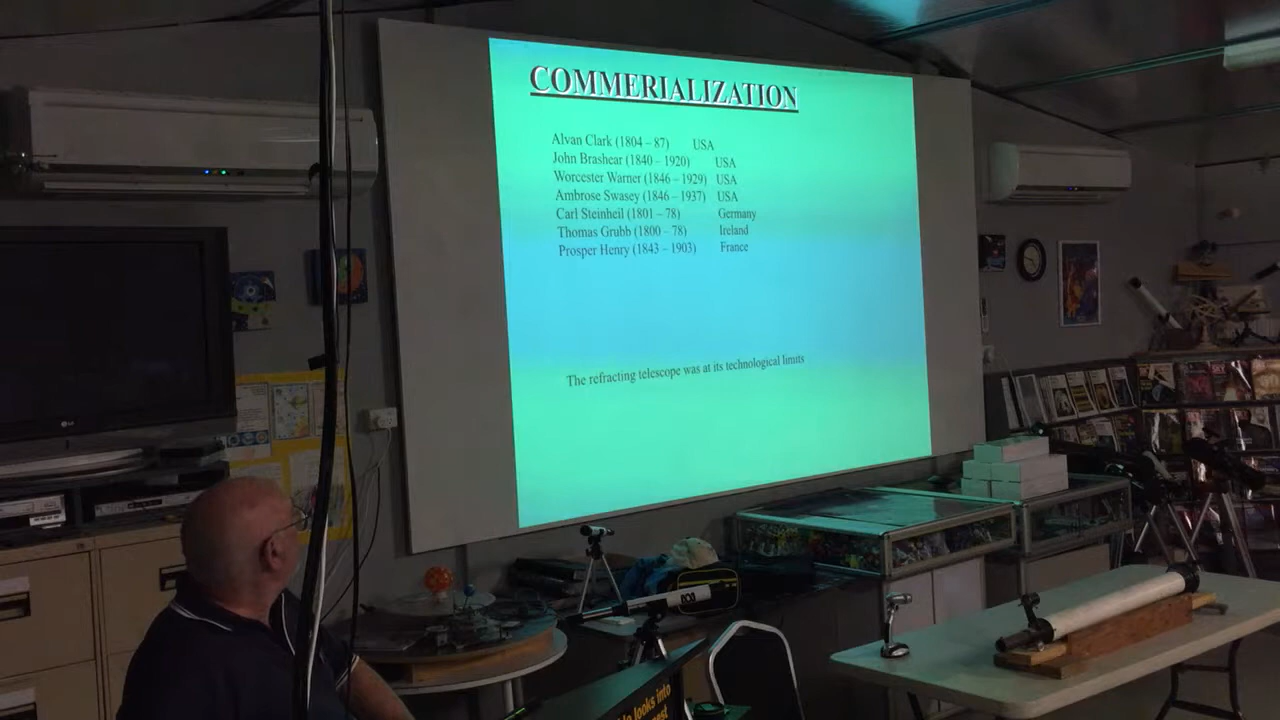 COMMERIALIZATION
Alvan Clark (1804 – 87) USA
John Brashear (1840 – 1920) USA
Worcester Warner (1846 – 1929) USA
Ambrose Swasey (1846 – 1937) USA
Carl Steinheil (1801 – 78) Germany
Thomas Grubb (1800 – 78) Ireland
Prosper Henry (1843 – 1903) France
The refracting telescope was at its technological limits
LG
looks into